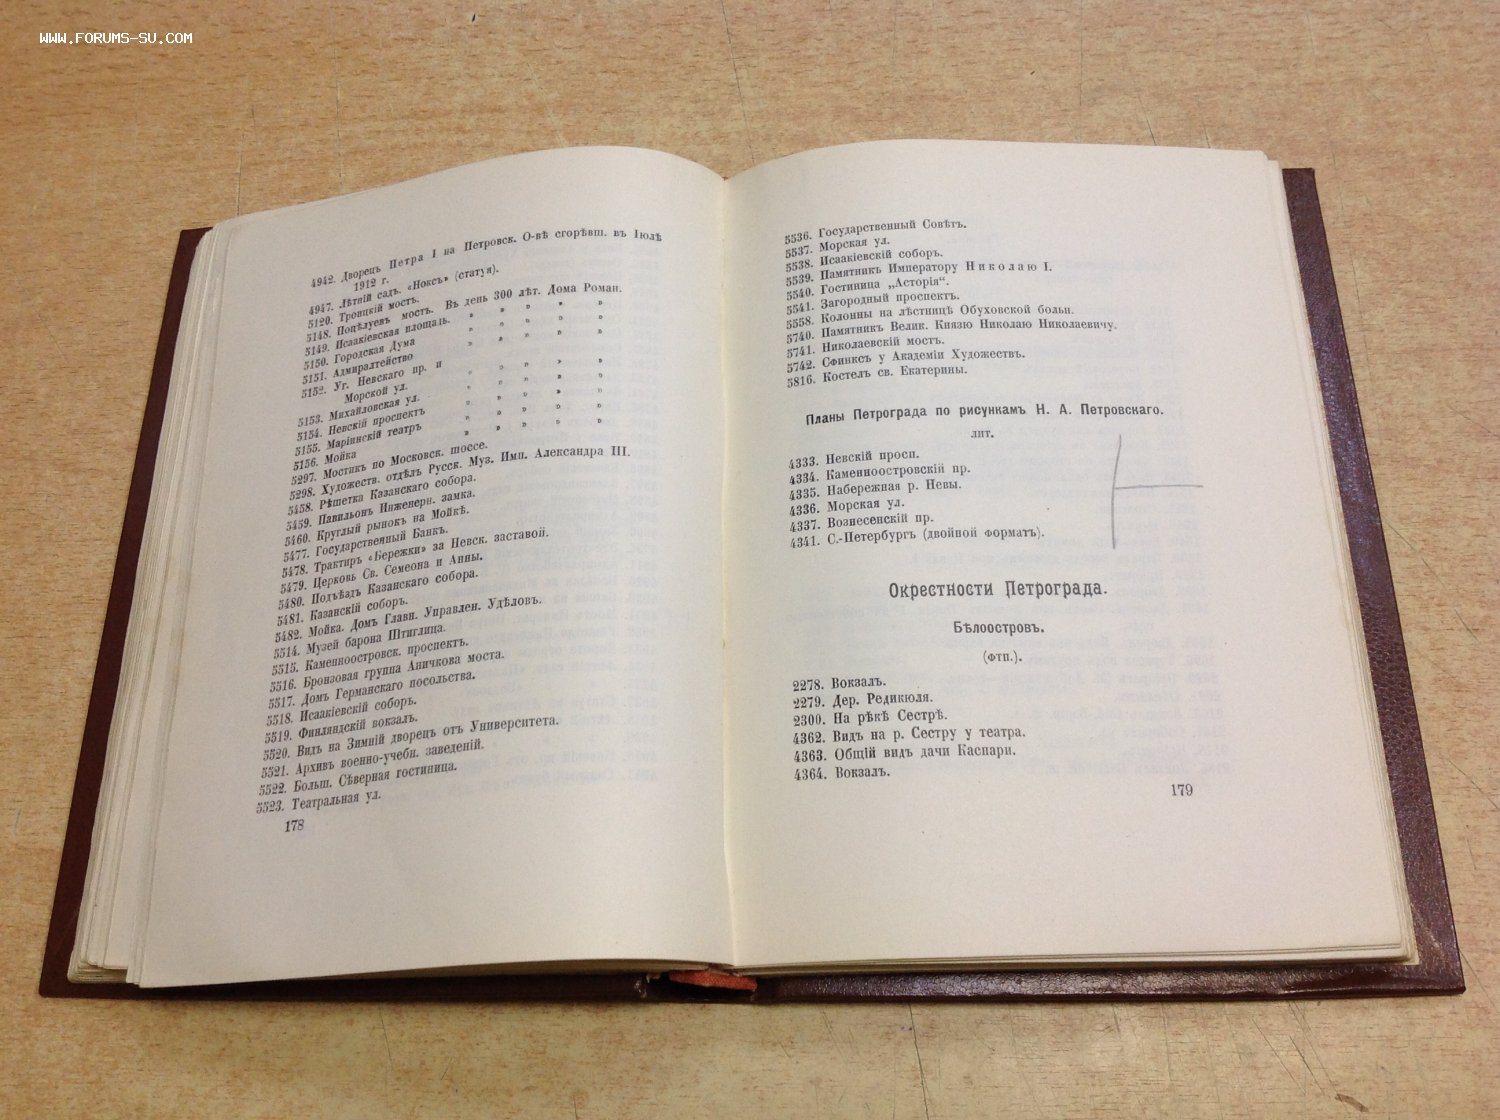 WWW.FORUMS-SU.COM
4942. Дворецъ Петра I на Петровск. О-вѣ сгорѣвш. въ Іюлѣ
1912 г.
4947. Лѣтній садъ. «Ноксъ» (статуя).
5120. Троицкій мостъ.
5148. Поцѣлуевъ мостъ. Въ день 300 лѣт. Дома Роман.
5149. Исаакіевская площадь. » » » » »
5150. Городская Дума » » » » »
5151. Адмиралтейство
5152. Уг. Невскаго пр. и » » » » »
Морской ул.
5153. Михайловская ул. » » » » »
5154. Невскій проспектъ » » » » »
5155. Маріинскій театръ » » » » »
5156. Мойка
5297. Мостикъ по Московск. шоссе.
5298. Художеств. отдѣлъ Русск. Муз. Имп. Александра III.
5458. Рѣшетка Казанскаго собора.
5459. Павильонъ Инженерн. замка.
5460. Круглый рынокъ на Мойкѣ.
5477. Государственный Банкъ.
5478. Трактиръ «Бережки» за Невск. заставой.
5479. Церковь Св. Семеона и Анны.
5480. Подъѣздъ Казанскаго собора.
5481. Казанскій соборъ.
5482. Мойка. Домъ Главн. Управлен. Удѣловъ.
5514. Музей барона Штиглица.
5515. Каменноостровск. проспектъ.
5516. Бронзовая группа Аничкова моста.
5517. Домъ Германскаго посольства.
5518. Исаакіевскій соборъ.
5519. Финляндскій вокзалъ.
5520. Видъ на Зимній дворецъ отъ Университета.
5521. Архивъ военно-учебн. заведеній.
5522. Больш. Сѣверная гостиница.
5523. Театральная ул.
178
5536. Государственный Совѣтъ.
5537. Морская ул.
5538. Исаакіевскій соборъ.
5539. Памятникъ Императору Николаю I.
5540. Гостиница „Асторія“.
5541. Загородный проспектъ.
5558. Колонны на лѣстницѣ Обуховской больн.
5740. Памятникъ Велик. Князю Николаю Николаевичу.
5741. Николаевскій мостъ.
5742. Сфинксъ у Академіи Художествъ.
5816. Костелъ св. Екатерины.
Планы Петрограда по рисункамъ Н. А. Петровскаго.
лит.
4333. Невскій просп.
4334. Каменноостровскій пр.
4335. Набережная р. Невы.
4336. Морская ул.
4337. Вознесенскій пр.
4341. С.-Петербургъ (двойной форматъ).
Окрестности Петрограда.
Бѣлоостровъ.
(фтп.).
2278. Вокзалъ.
2279. Дер. Редикюля.
2300. На рѣкѣ Сестрѣ.
4362. Видъ на р. Сестру у театра.
4363. Общій видъ дачи Каспари.
4364. Вокзалъ.
179